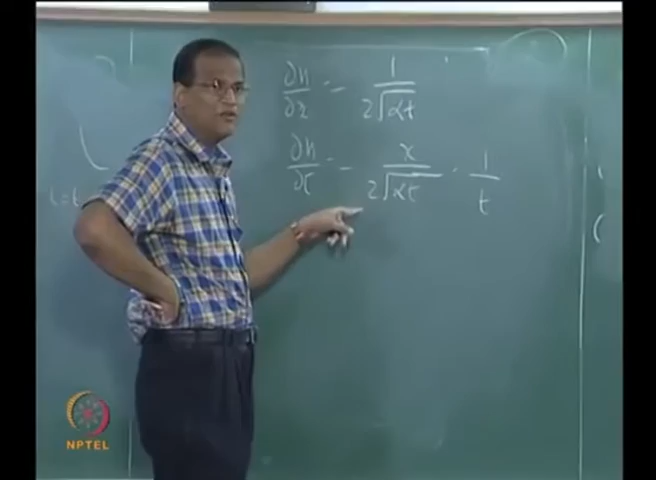 ∂η/∂x = 1/(2√αt)
∂η/∂t = x/(2√αt) · 1/t
NPTEL